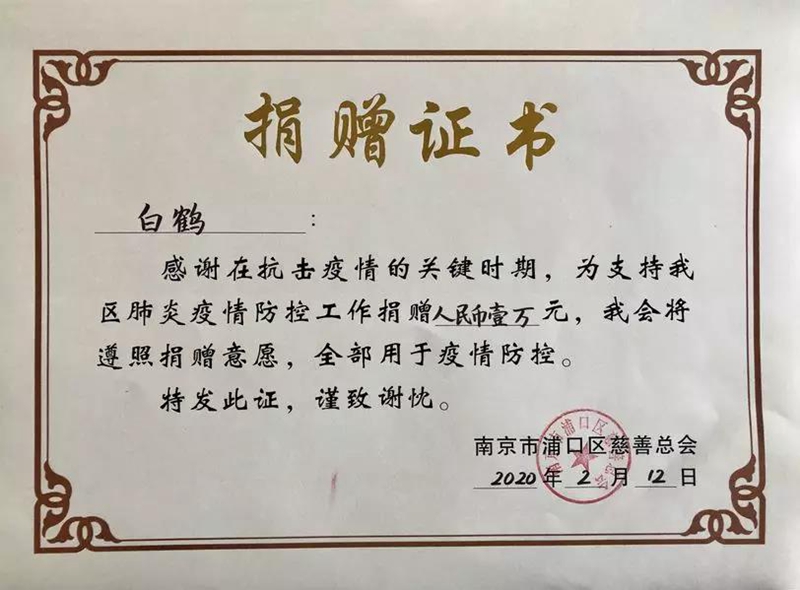 捐赠证书
白鹤：
感谢在抗击疫情的关键时期，为支持我
区肺炎疫情防控工作捐赠人民币壹万元，我会将
遵照捐赠意愿，全部用于疫情防控。
特发此证，谨致谢忱。
南京市浦口区慈善总会
2020年2月12日